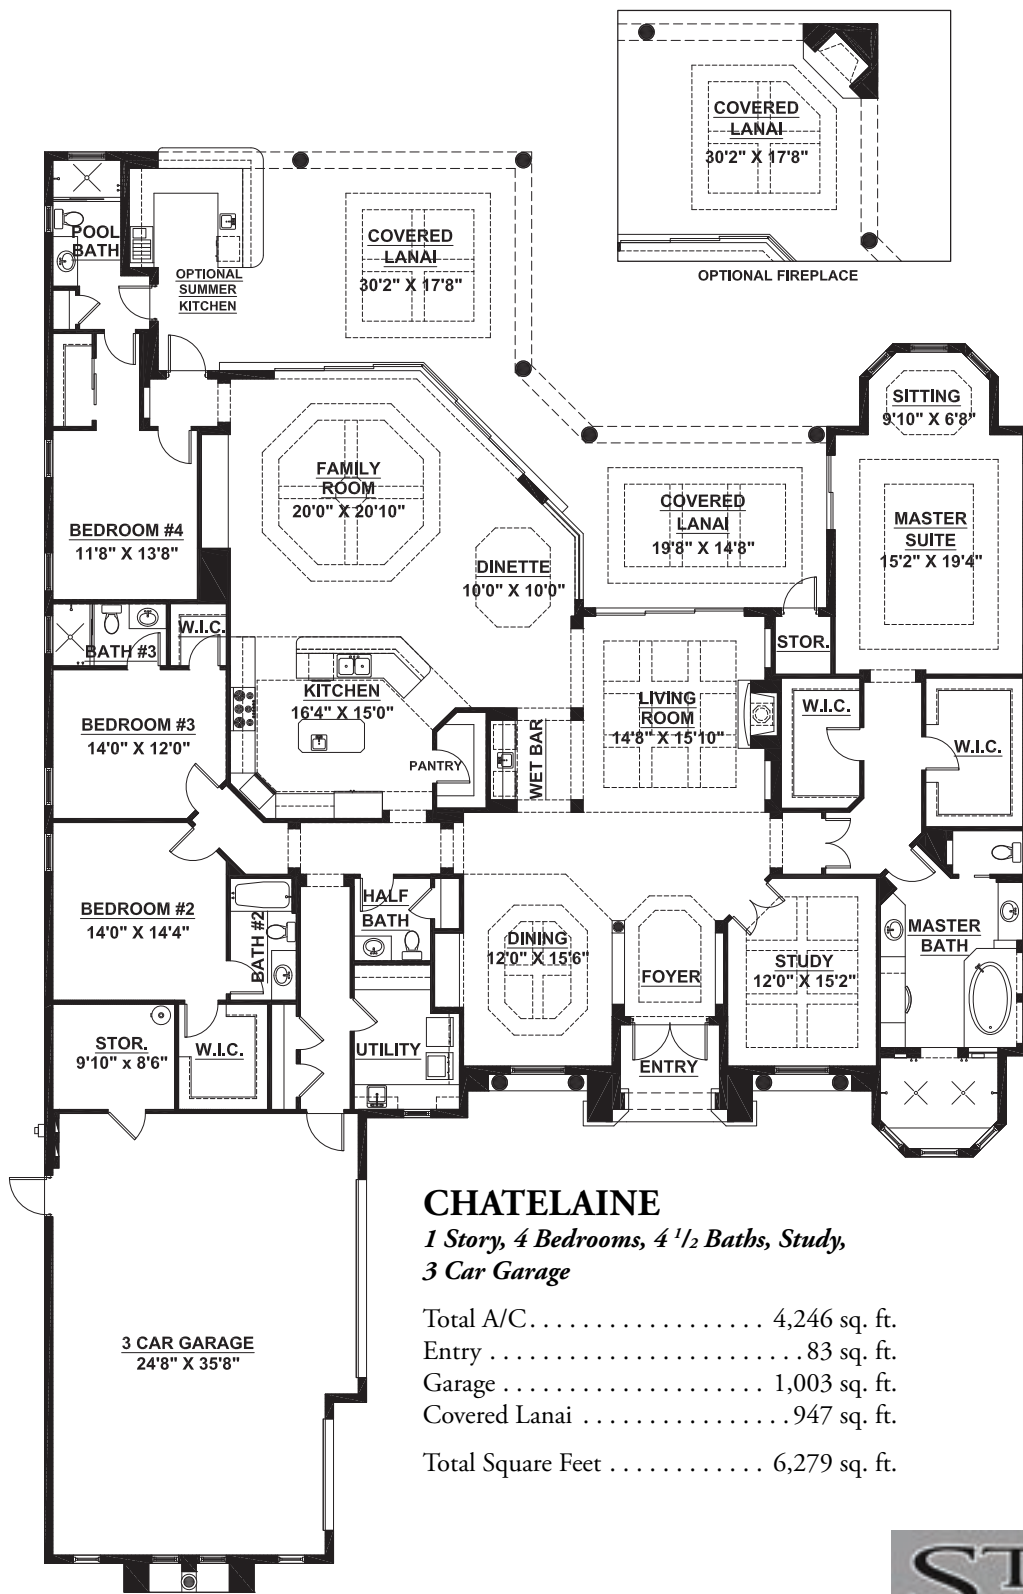 COVERED
LANAI
30'2" X 17'8"
OPTIONAL FIREPLACE
POOL
BATH
OPTIONAL
SUMMER
KITCHEN
COVERED
LANAI
30'2" X 17'8"
SITTING
9'10" X 6'8"
FAMILY
ROOM
20'0" X 20'10"
BEDROOM #4
11'8" X 13'8"
DINETTE
10'0" X 10'0"
COVERED
LANAI
19'8" X 14'8"
MASTER
SUITE
15'2" X 19'4"
W.I.C.
BATH #3
STOR.
KITCHEN
16'4" X 15'0"
LIVING
ROOM
14'8" X 15'10"
BEDROOM #3
14'0" X 12'0"
PANTRY
WET BAR
W.I.C.
W.I.C.
BEDROOM #2
14'0" X 14'4"
BATH #2
HALF
BATH
DINING
12'0" X 15'6"
FOYER
STUDY
12'0" X 15'2"
MASTER
BATH
STOR.
9'10" x 8'6"
W.I.C.
UTILITY
ENTRY
3 CAR GARAGE
24'8" X 35'8"
CHATELAINE
1 Story, 4 Bedrooms, 4 1/2 Baths, Study,
3 Car Garage
Total A/C. . . . . . . . . . . . . . . . . . . 4,246 sq. ft.
Entry . . . . . . . . . . . . . . . . . . . . . . . . . 83 sq. ft.
Garage . . . . . . . . . . . . . . . . . . . . . 1,003 sq. ft.
Covered Lanai . . . . . . . . . . . . . . . . . 947 sq. ft.
Total Square Feet . . . . . . . . . . . . . 6,279 sq. ft.